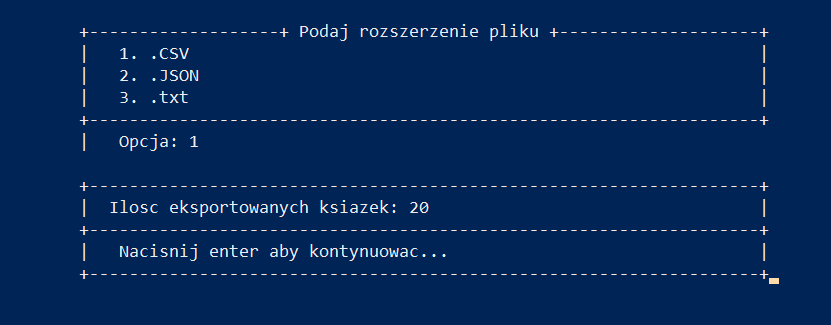 +-------------------+ Podaj rozszerzenie pliku +--------------------+
|   1. .CSV                                                         |
|   2. .JSON                                                        |
|   3. .txt                                                         |
+-------------------------------------------------------------------+
|   Opcja: 1
+-------------------------------------------------------------------+
|  Ilosc eksportowanych ksiazek: 20                                 |
+-------------------------------------------------------------------+
|   Nacisnij enter aby kontynuowac...                               |
+-------------------------------------------------------------------+